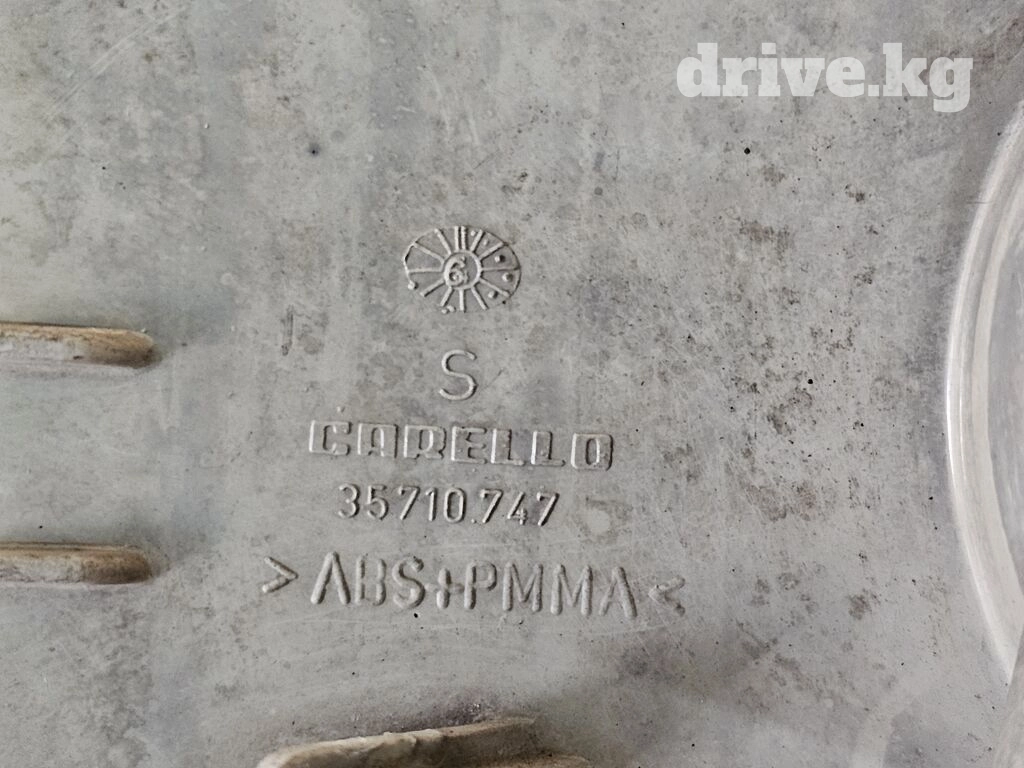 drive.kg
S
CARELLO
35710.747
>ABS+PMMA<